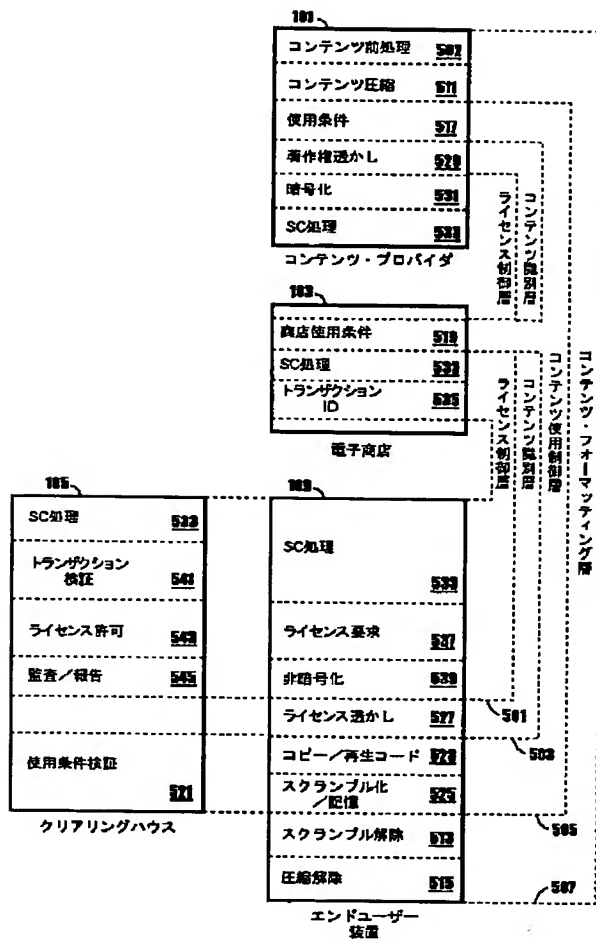 101
コンテンツ前処理 502
コンテンツ圧縮 511
使用条件 517
著作権透かし 529
暗号化 531
SC処理 533
コンテンツ・プロバイダ
ライセンス制御層
コンテンツ識別層
103
商店使用条件 519
SC処理 533
トランザクション
ID 535
電子商店
ライセンス制御層
コンテンツ識別層
コンテンツ使用制御層
コンテンツ・フォーマッティング層
105
SC処理 533
トランザクション
検証 541
ライセンス許可 543
監査／報告 545
使用条件検証 521
クリアリングハウス
109
SC処理 533
ライセンス要求 537
非暗号化 539
ライセンス透かし 527
コピー／再生コード 523
スクランブル化
／記憶 525
スクランブル解除 513
圧縮解除 515
エンドユーザー
装置
501
503
505
507